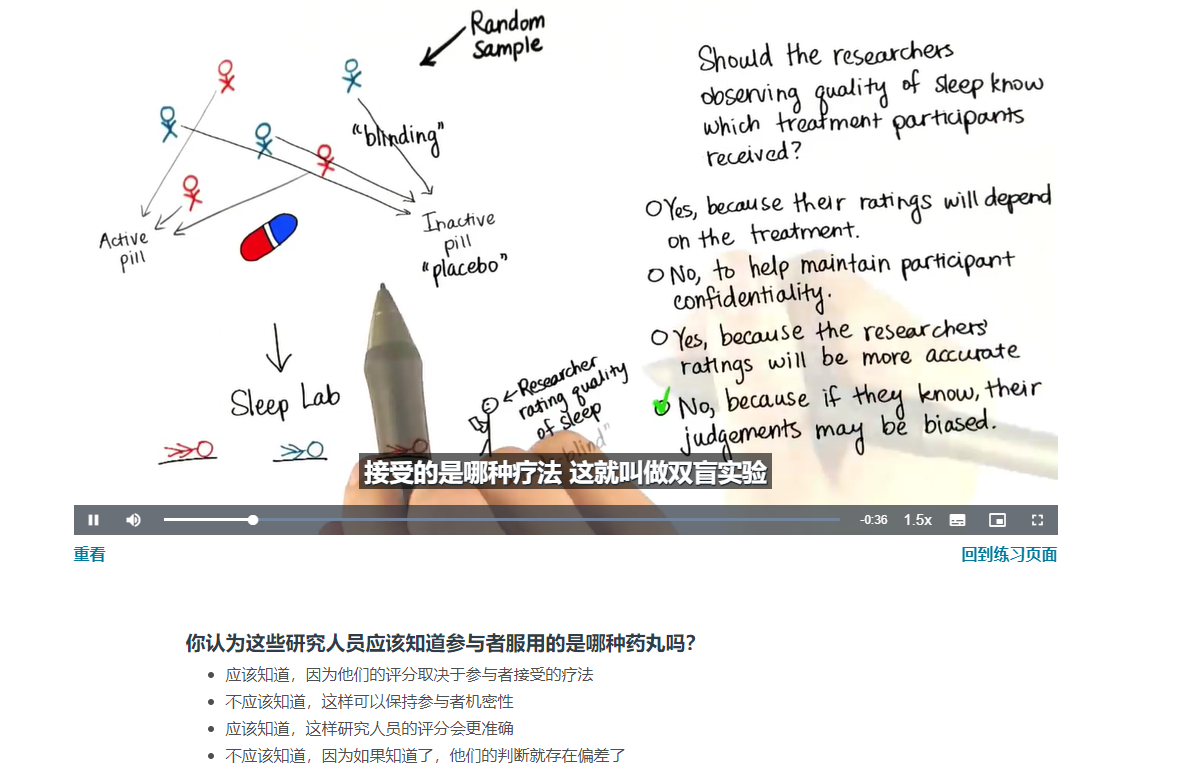 Random
Sample
"blinding"
Active
pill
Inactive
pill
"placebo"
Sleep Lab
←Researcher
rating quality
of sleep
"blind"
Should the researchers
observing quality of sleep know
which treatment participants
received?
Yes, because their ratings will depend
on the treatment.
No, to help maintain participant
confidentiality.
Yes, because the researchers'
ratings will be more accurate
No, because if they know, their
judgements may be biased.
接受的是哪种疗法 这就叫做双盲实验
-0:36 1.5x
重看
回到练习页面
你认为这些研究人员应该知道参与者服用的是哪种药丸吗？
应该知道，因为他们的评分取决于参与者接受的疗法
不应该知道，这样可以保持参与者机密性
应该知道，这样研究人员的评分会更准确
不应该知道，因为如果知道了，他们的判断就存在偏差了